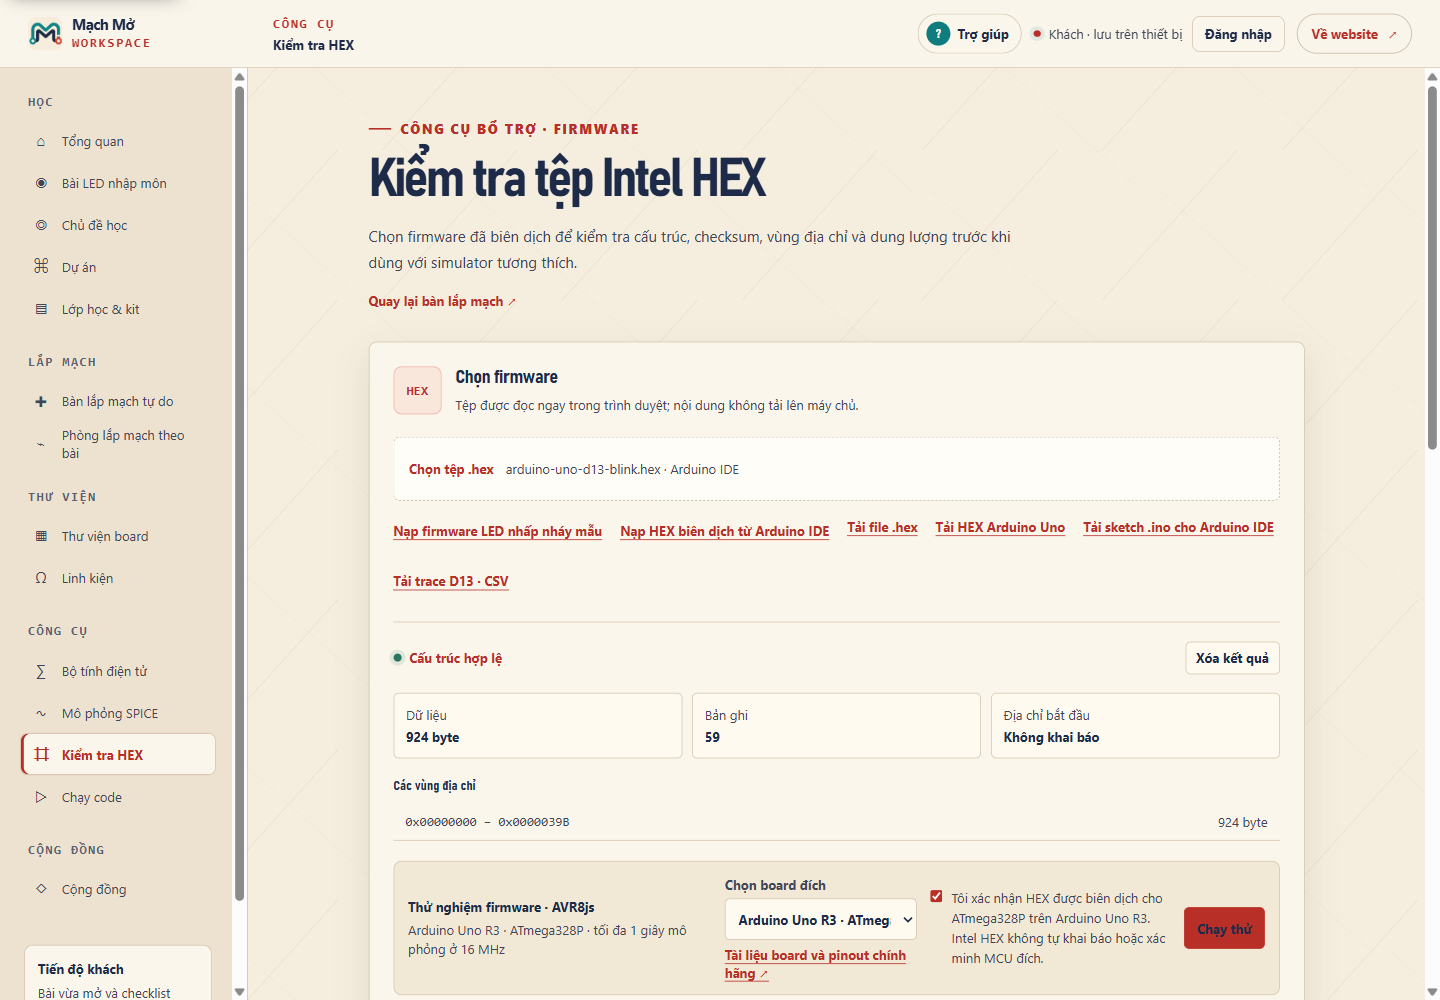 Mạch Mở
WORKSPACE
CÔNG CỤ
Kiểm tra HEX
? Trợ giúp
Khách · lưu trên thiết bị
Đăng nhập
Về website ↗
HỌC
Tổng quan
Bài LED nhập môn
Chủ đề học
Dự án
Lớp học & kit
LẮP MẠCH
Bàn lắp mạch tự do
Phòng lắp mạch theo
bài
THƯ VIỆN
Thư viện board
Linh kiện
CÔNG CỤ
Bộ tính điện tử
Mô phỏng SPICE
Kiểm tra HEX
Chạy code
CỘNG ĐỒNG
Cộng đồng
Tiến độ khách
Bài vừa mở và checklist
CÔNG CỤ BỔ TRỢ · FIRMWARE
Kiểm tra tệp Intel HEX
Chọn firmware đã biên dịch để kiểm tra cấu trúc, checksum, vùng địa chỉ và dung lượng trước khi
dùng với simulator tương thích.
Quay lại bàn lắp mạch ↗
HEX
Chọn firmware
Tệp được đọc ngay trong trình duyệt; nội dung không tải lên máy chủ.
Chọn tệp .hex arduino-uno-d13-blink.hex · Arduino IDE
Nạp firmware LED nhấp nháy mẫu Nạp HEX biên dịch từ Arduino IDE Tải file .hex Tải HEX Arduino Uno Tải sketch .ino cho Arduino IDE
Tải trace D13 · CSV
Cấu trúc hợp lệ
Xóa kết quả
Dữ liệu
924 byte
Bản ghi
59
Địa chỉ bắt đầu
Không khai báo
Các vùng địa chỉ
0x00000000 – 0x0000039B 924 byte
Thử nghiệm firmware · AVR8js
Arduino Uno R3 · ATmega328P · tối đa 1 giây mô
phỏng ở 16 MHz
Chọn board đích
Arduino Uno R3 · ATmeg
Tài liệu board và pinout chính
hãng ↗
Tôi xác nhận HEX được biên dịch cho
ATmega328P trên Arduino Uno R3.
Intel HEX không tự khai báo hoặc xác
minh MCU đích.
Chạy thử